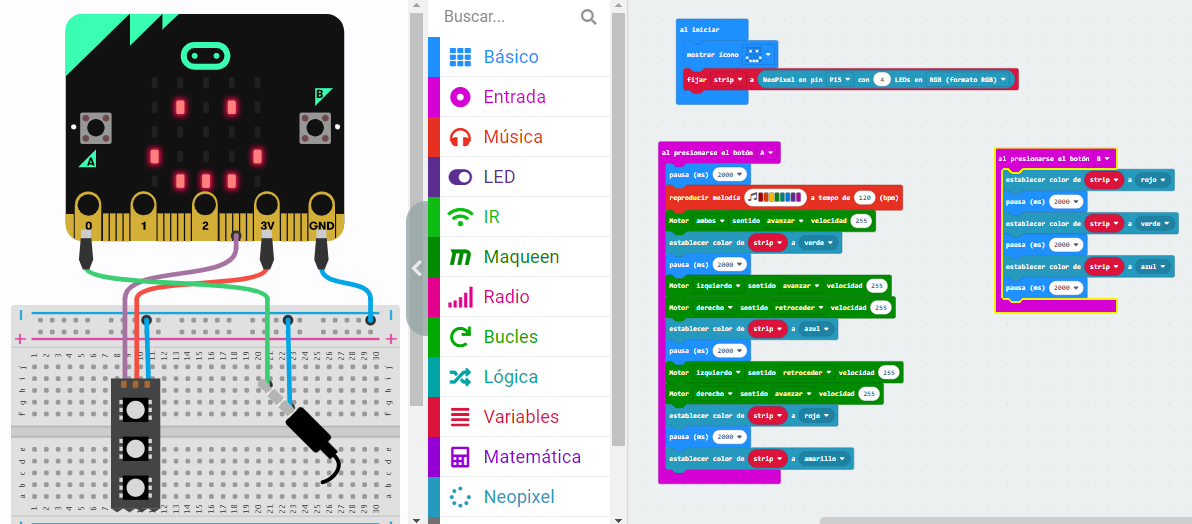 B
A
0 1 2 3V GND
Buscar...
Básico
Entrada
Música
LED
IR
Maqueen
Radio
Bucles
Lógica
Variables
Matemática
Neopixel
al iniciar
mostrar ícono
fijar strip a NeoPixel en pin P15 con 4 LEDs en RGB (formato RGB)
al presionarse el botón A
pausa (ms) 2000
reproducir melodía a tempo de 120 (bpm)
Motor ambos sentido avanzar velocidad 255
establecer color de strip a verde
pausa (ms) 2000
Motor izquierdo sentido avanzar velocidad 255
Motor derecho sentido retroceder velocidad 255
establecer color de strip a azul
pausa (ms) 2000
Motor izquierdo sentido retroceder velocidad 255
Motor derecho sentido avanzar velocidad 255
establecer color de strip a rojo
pausa (ms) 2000
establecer color de strip a amarillo
al presionarse el botón B
establecer color de strip a rojo
pausa (ms) 2000
establecer color de strip a verde
pausa (ms) 2000
establecer color de strip a azul
pausa (ms) 2000